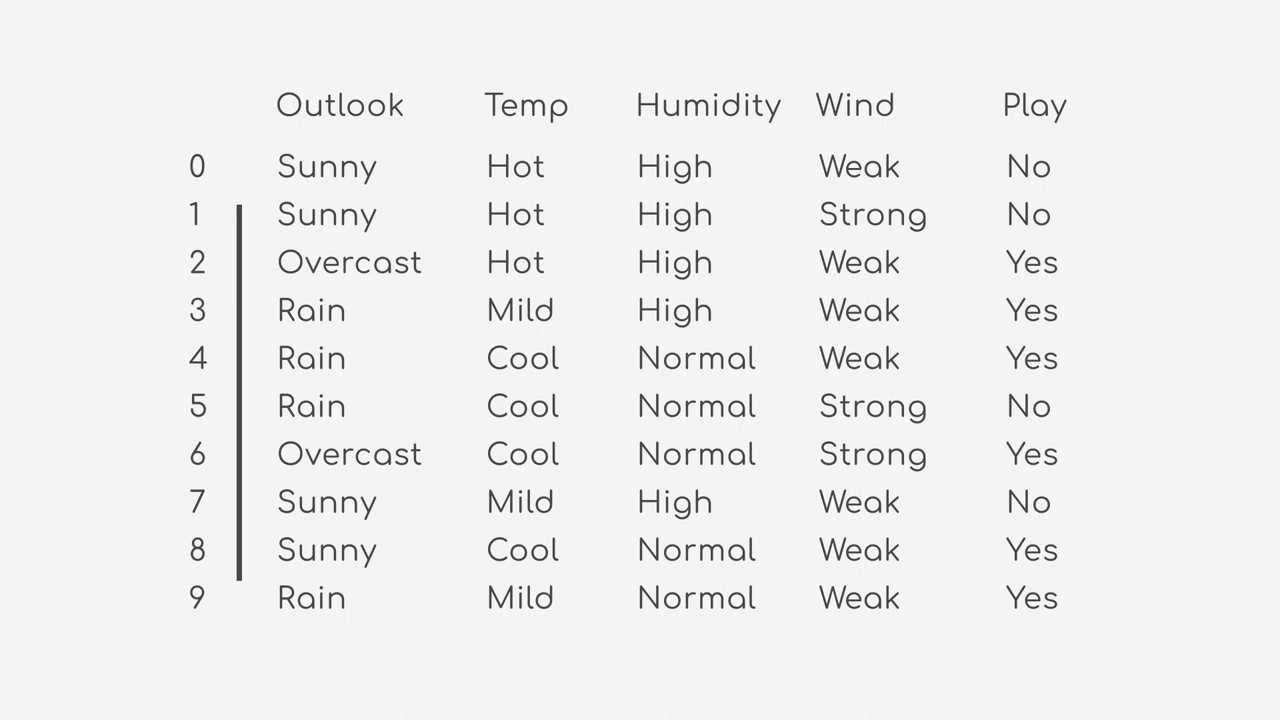 Outlook Temp Humidity Wind Play
0 Sunny Hot High Weak No
1 Sunny Hot High Strong No
2 Overcast Hot High Weak Yes
3 Rain Mild High Weak Yes
4 Rain Cool Normal Weak Yes
5 Rain Cool Normal Strong No
6 Overcast Cool Normal Strong Yes
7 Sunny Mild High Weak No
8 Sunny Cool Normal Weak Yes
9 Rain Mild Normal Weak Yes